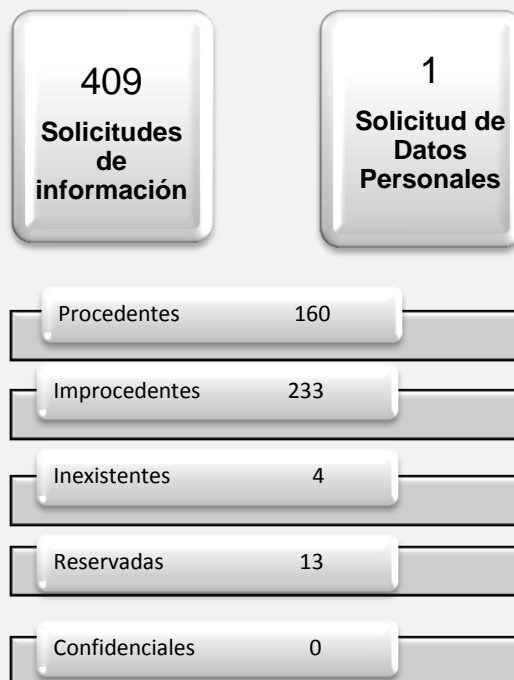 409
Solicitudes
de
información
1
Solicitud de
Datos
Personales
Procedentes 160
Improcedentes 233
Inexistentes 4
Reservadas 13
Confidenciales 0